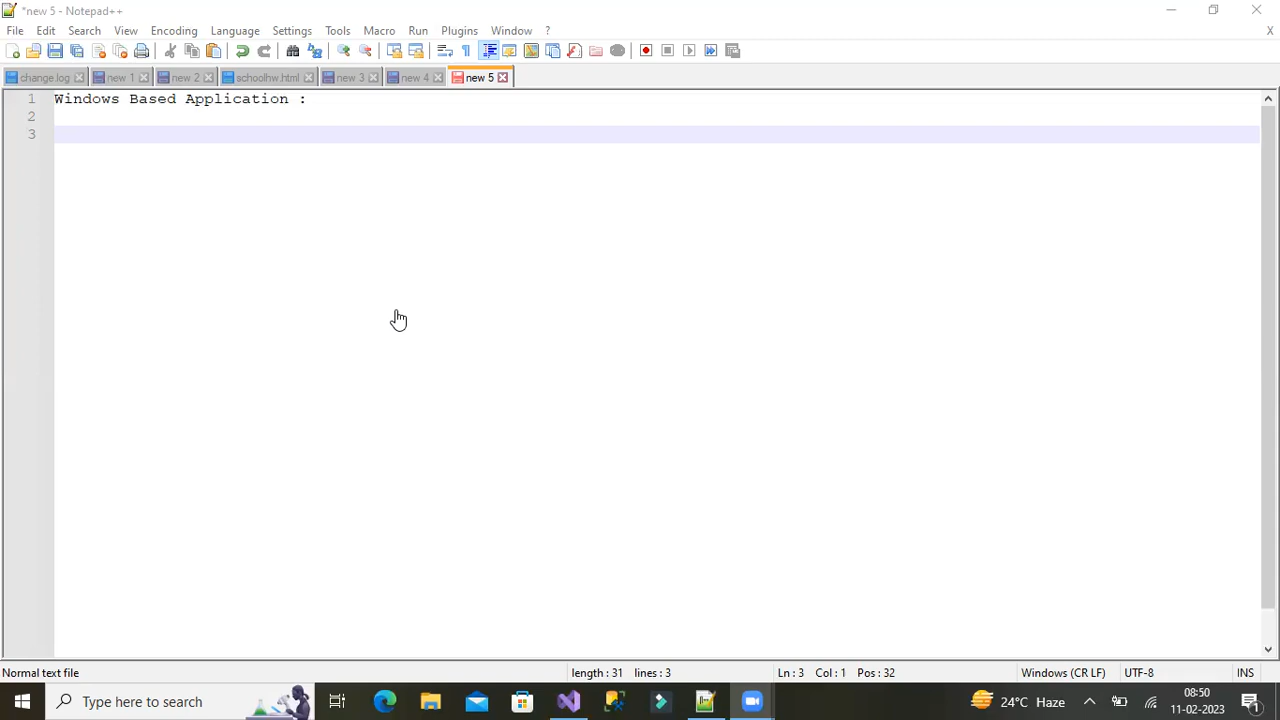 *new 5 - Notepad++
File Edit Search View Encoding Language Settings Tools Macro Run Plugins Window ? X
change.log new 1 new 2 schoolhw.html new 3 new 4 new 5
1 Windows Based Application :
2
3
Normal text file length : 31 lines : 3 Ln : 3 Col : 1 Pos : 32 Windows (CR LF) UTF-8 INS
Type here to search 24°C Haze 08:50
11-02-2023 1